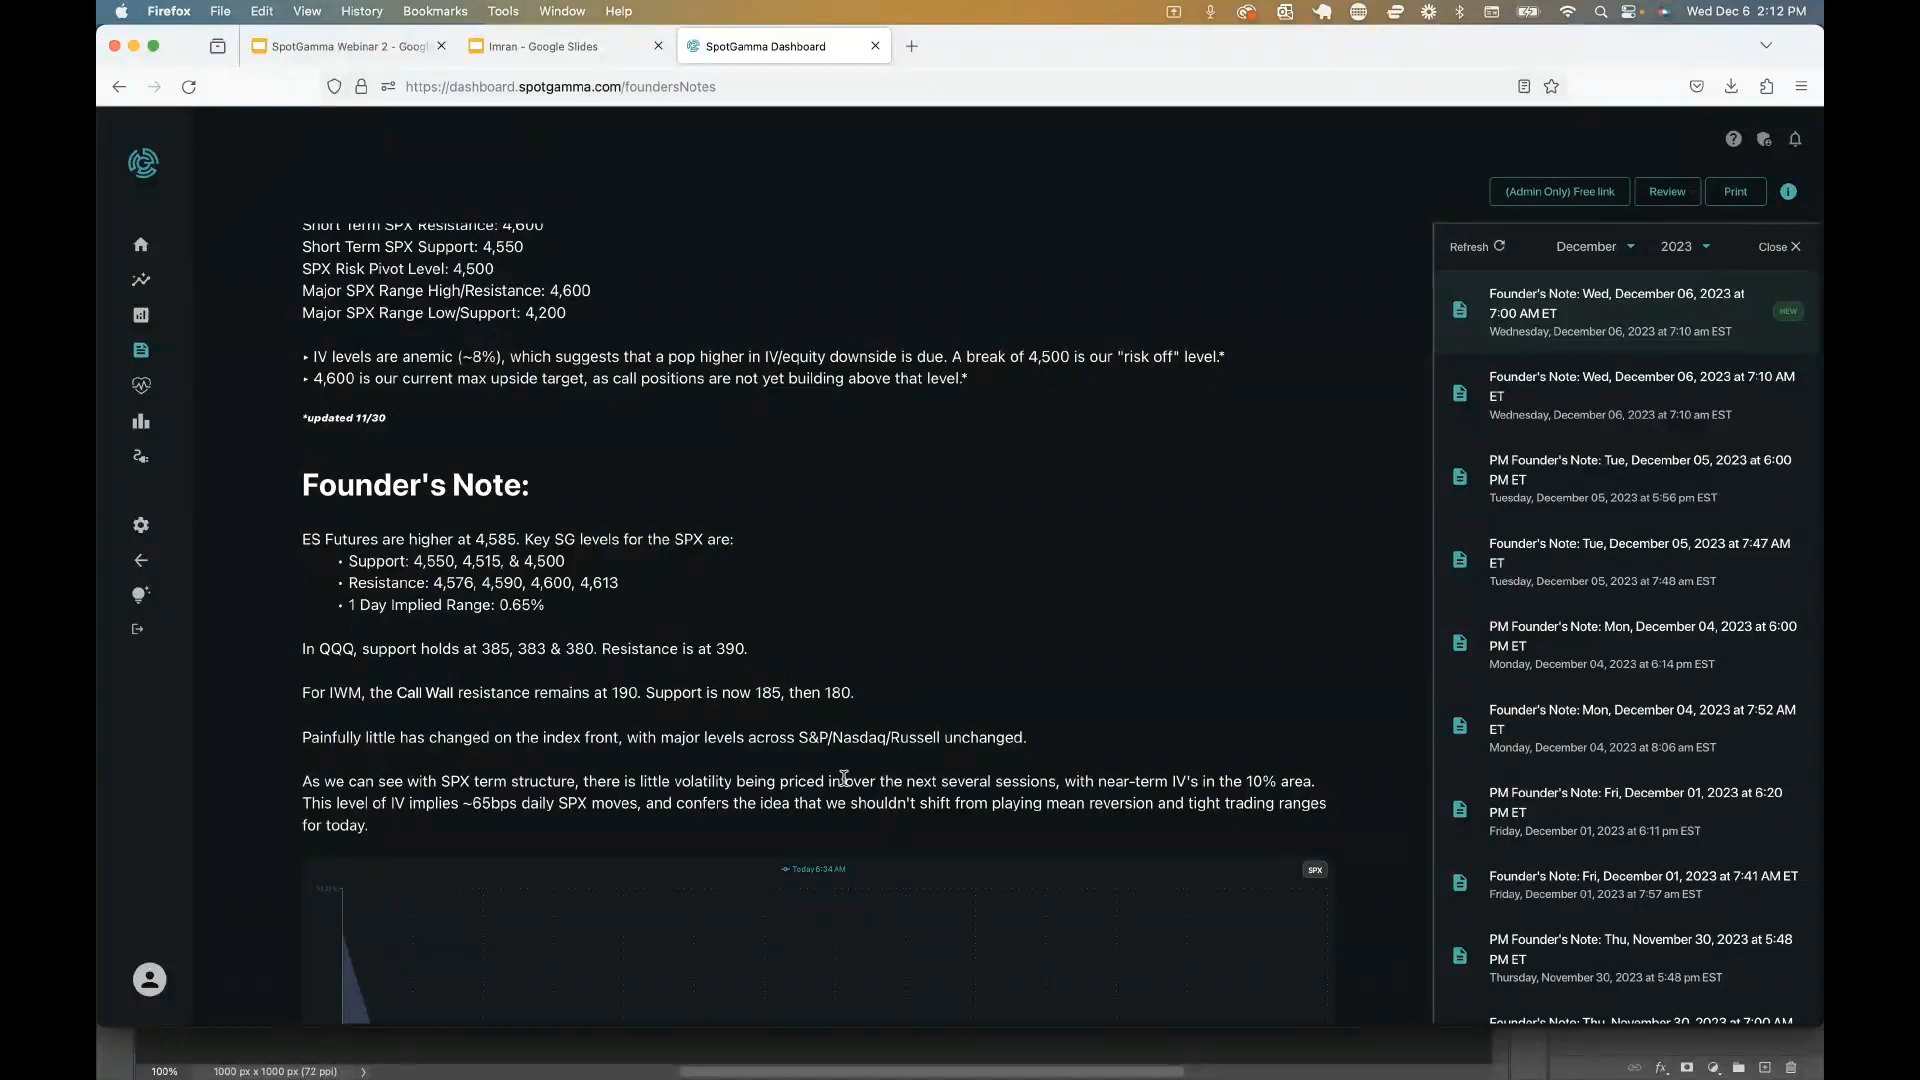 Firefox File Edit View History Bookmarks Tools Window Help Wed Dec 6 2:12 PM
SpotGamma Webinar 2 - Googl Imran - Google Slides SpotGamma Dashboard
https://dashboard.spotgamma.com/foundersNotes
(Admin Only) Free link Review Print
Short Term SPX Resistance: 4,600
Short Term SPX Support: 4,550
SPX Risk Pivot Level: 4,500
Major SPX Range High/Resistance: 4,600
Major SPX Range Low/Support: 4,200
‣ IV levels are anemic (~8%), which suggests that a pop higher in IV/equity downside is due. A break of 4,500 is our "risk off" level.*
‣ 4,600 is our current max upside target, as call positions are not yet building above that level.*
*updated 11/30
Founder's Note:
ES Futures are higher at 4,585. Key SG levels for the SPX are:
• Support: 4,550, 4,515, & 4,500
• Resistance: 4,576, 4,590, 4,600, 4,613
• 1 Day Implied Range: 0.65%
In QQQ, support holds at 385, 383 & 380. Resistance is at 390.
For IWM, the Call Wall resistance remains at 190. Support is now 185, then 180.
Painfully little has changed on the index front, with major levels across S&P/Nasdaq/Russell unchanged.
As we can see with SPX term structure, there is little volatility being priced in over the next several sessions, with near-term IV's in the 10% area.
This level of IV implies ~65bps daily SPX moves, and confers the idea that we shouldn't shift from playing mean reversion and tight trading ranges
for today.
Today 6:34 AM
SPX
Refresh December 2023 Close
Founder's Note: Wed, December 06, 2023 at
7:00 AM ET
NEW
Wednesday, December 06, 2023 at 7:10 am EST
Founder's Note: Wed, December 06, 2023 at 7:10 AM
ET
Wednesday, December 06, 2023 at 7:10 am EST
PM Founder's Note: Tue, December 05, 2023 at 6:00
PM ET
Tuesday, December 05, 2023 at 5:56 pm EST
Founder's Note: Tue, December 05, 2023 at 7:47 AM
ET
Tuesday, December 05, 2023 at 7:48 am EST
PM Founder's Note: Mon, December 04, 2023 at 6:00
PM ET
Monday, December 04, 2023 at 6:14 pm EST
Founder's Note: Mon, December 04, 2023 at 7:52 AM
ET
Monday, December 04, 2023 at 8:06 am EST
PM Founder's Note: Fri, December 01, 2023 at 6:20
PM ET
Friday, December 01, 2023 at 6:11 pm EST
Founder's Note: Fri, December 01, 2023 at 7:41 AM ET
Friday, December 01, 2023 at 7:57 am EST
PM Founder's Note: Thu, November 30, 2023 at 5:48
PM ET
Thursday, November 30, 2023 at 5:48 pm EST
Founder's Note: Thu, November 30, 2023 at 7:00 AM
100% 1000 px x 1000 px (72 ppi)
fx